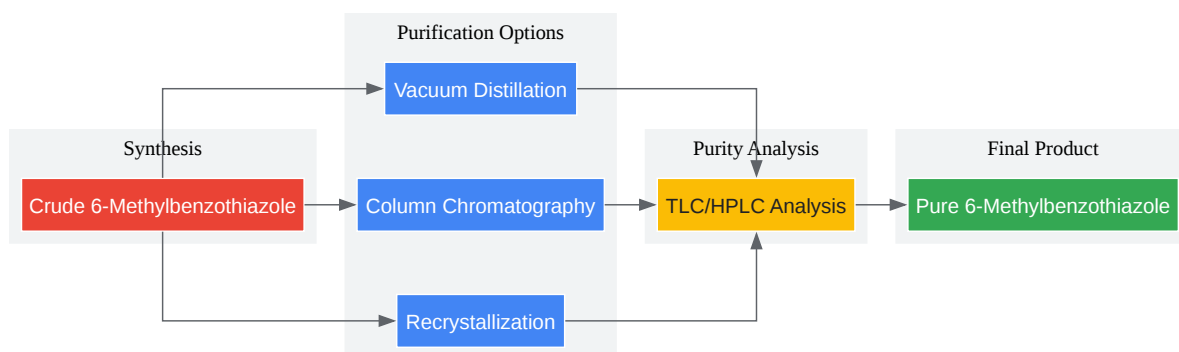 Purification Options
Vacuum Distillation
Synthesis
Purity Analysis
Final Product
Crude 6-Methylbenzothiazole
Column Chromatography
TLC/HPLC Analysis
Pure 6-Methylbenzothiazole
Recrystallization